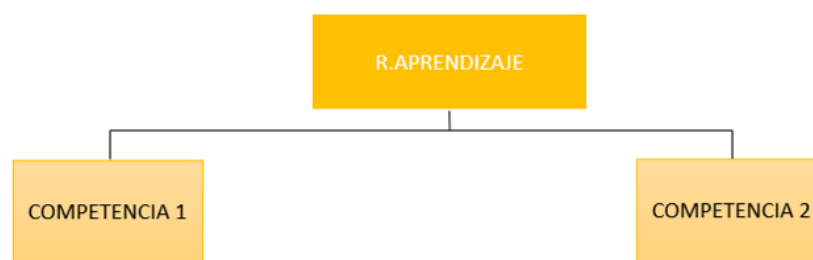 R.APRENDIZAJE
COMPETENCIA 1
COMPETENCIA 2